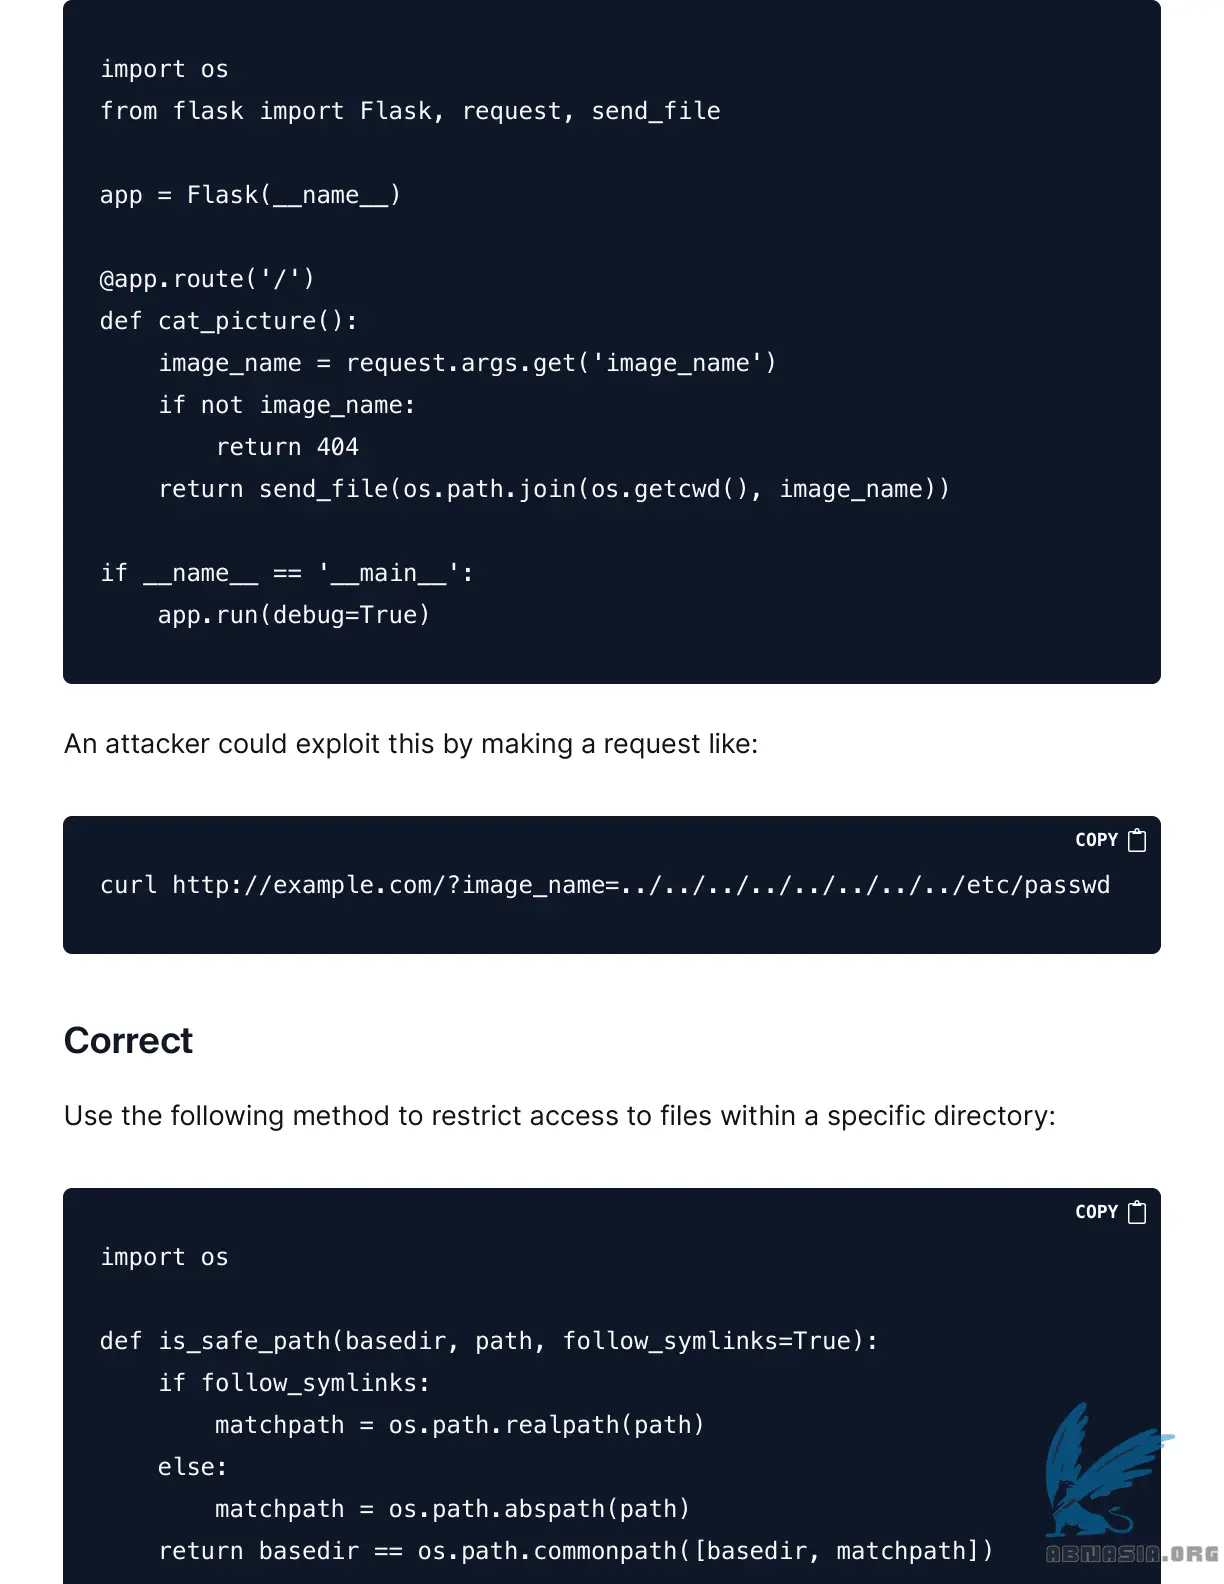 import os
from flask import Flask, request, send_file
app = Flask(__name__)
@app.route('/')
def cat_picture():
    image_name = request.args.get('image_name')
    if not image_name:
        return 404
    return send_file(os.path.join(os.getcwd(), image_name))
if __name__ == '__main__':
    app.run(debug=True)
An attacker could exploit this by making a request like:
COPY
curl http://example.com/?image_name=../../../../../../../../etc/passwd
Correct
Use the following method to restrict access to files within a specific directory:
COPY
import os
def is_safe_path(basedir, path, follow_symlinks=True):
    if follow_symlinks:
        matchpath = os.path.realpath(path)
    else:
        matchpath = os.path.abspath(path)
    return basedir == os.path.commonpath([basedir, matchpath])
ABMASIA.ORG